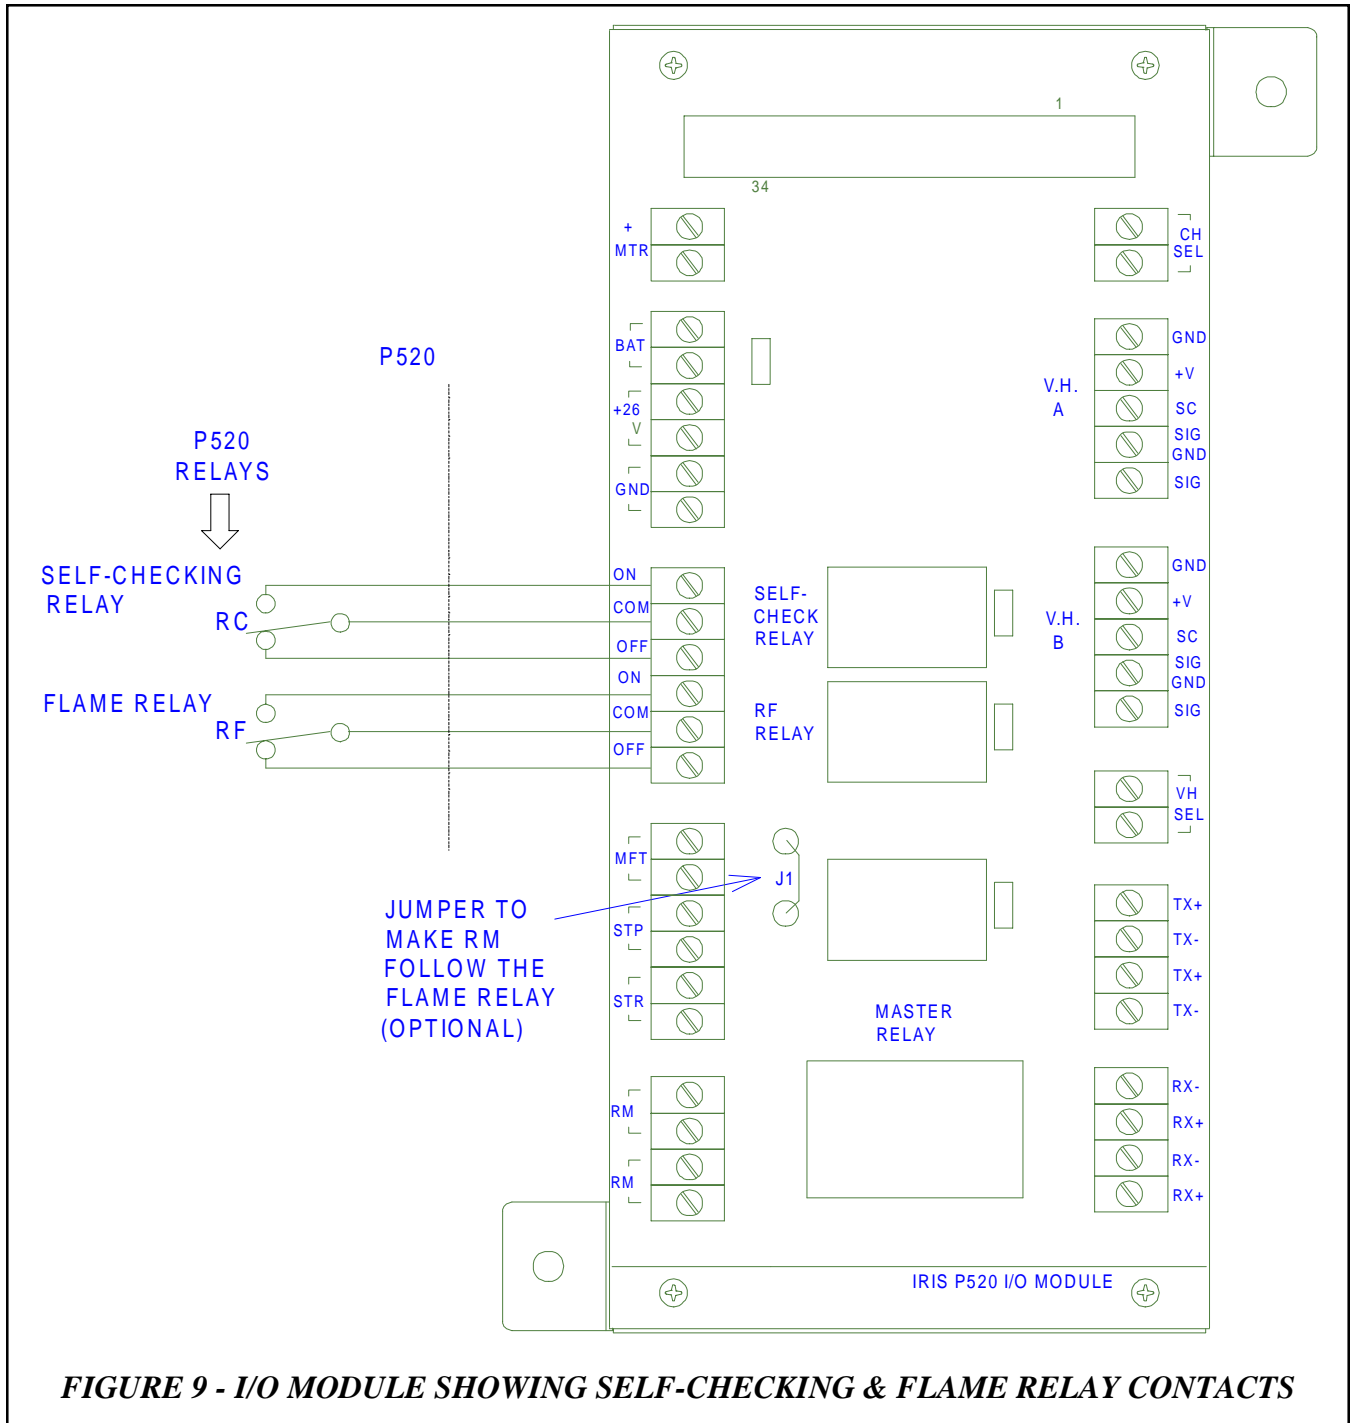 1
34
+
MTR
BAT
+26
V
GND
P520
P520
RELAYS
SELF-CHECKING
RELAY
RC
FLAME RELAY
RF
ON
COM
OFF
ON
COM
OFF
SELF-
CHECK
RELAY
RF
RELAY
MFT
STP
STR
J1
JUMPER TO
MAKE RM
FOLLOW THE
FLAME RELAY
(OPTIONAL)
MASTER
RELAY
RM
RM
CH
SEL
V.H.
A
GND
+V
SC
SIG
GND
SIG
V.H.
B
GND
+V
SC
SIG
GND
SIG
VH
SEL
TX+
TX-
TX+
TX-
RX-
RX+
RX-
RX+
IRIS P520 I/O MODULE
FIGURE 9 - I/O MODULE SHOWING SELF-CHECKING & FLAME RELAY CONTACTS